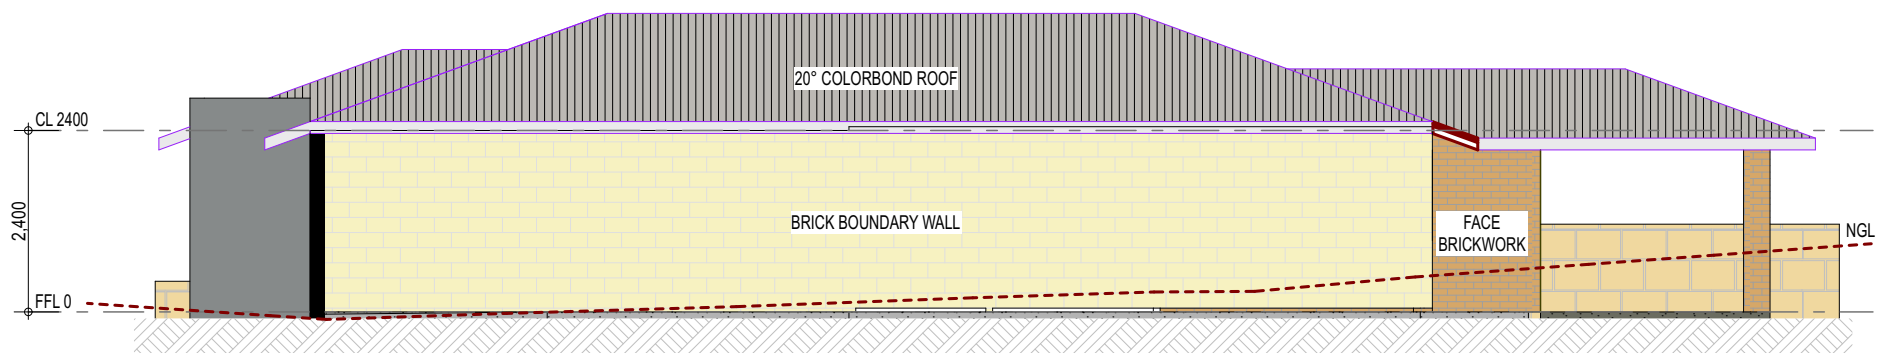 20° COLORBOND ROOF
CL 2400
2,400
BRICK BOUNDARY WALL
FACE
BRICKWORK
NGL
FFL 0